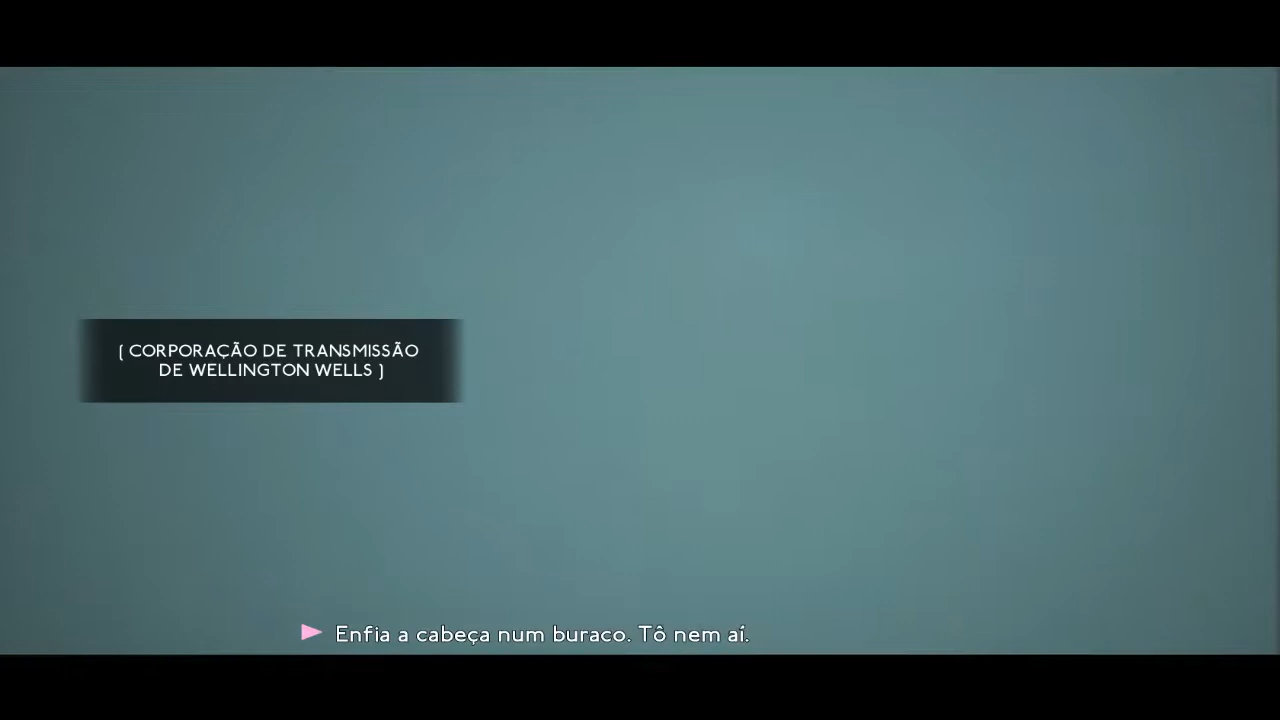 ( CORPORAÇÃO DE TRANSMISSÃO
DE WELLINGTON WELLS )
Enfia a cabeça num buraco. Tô nem aí.